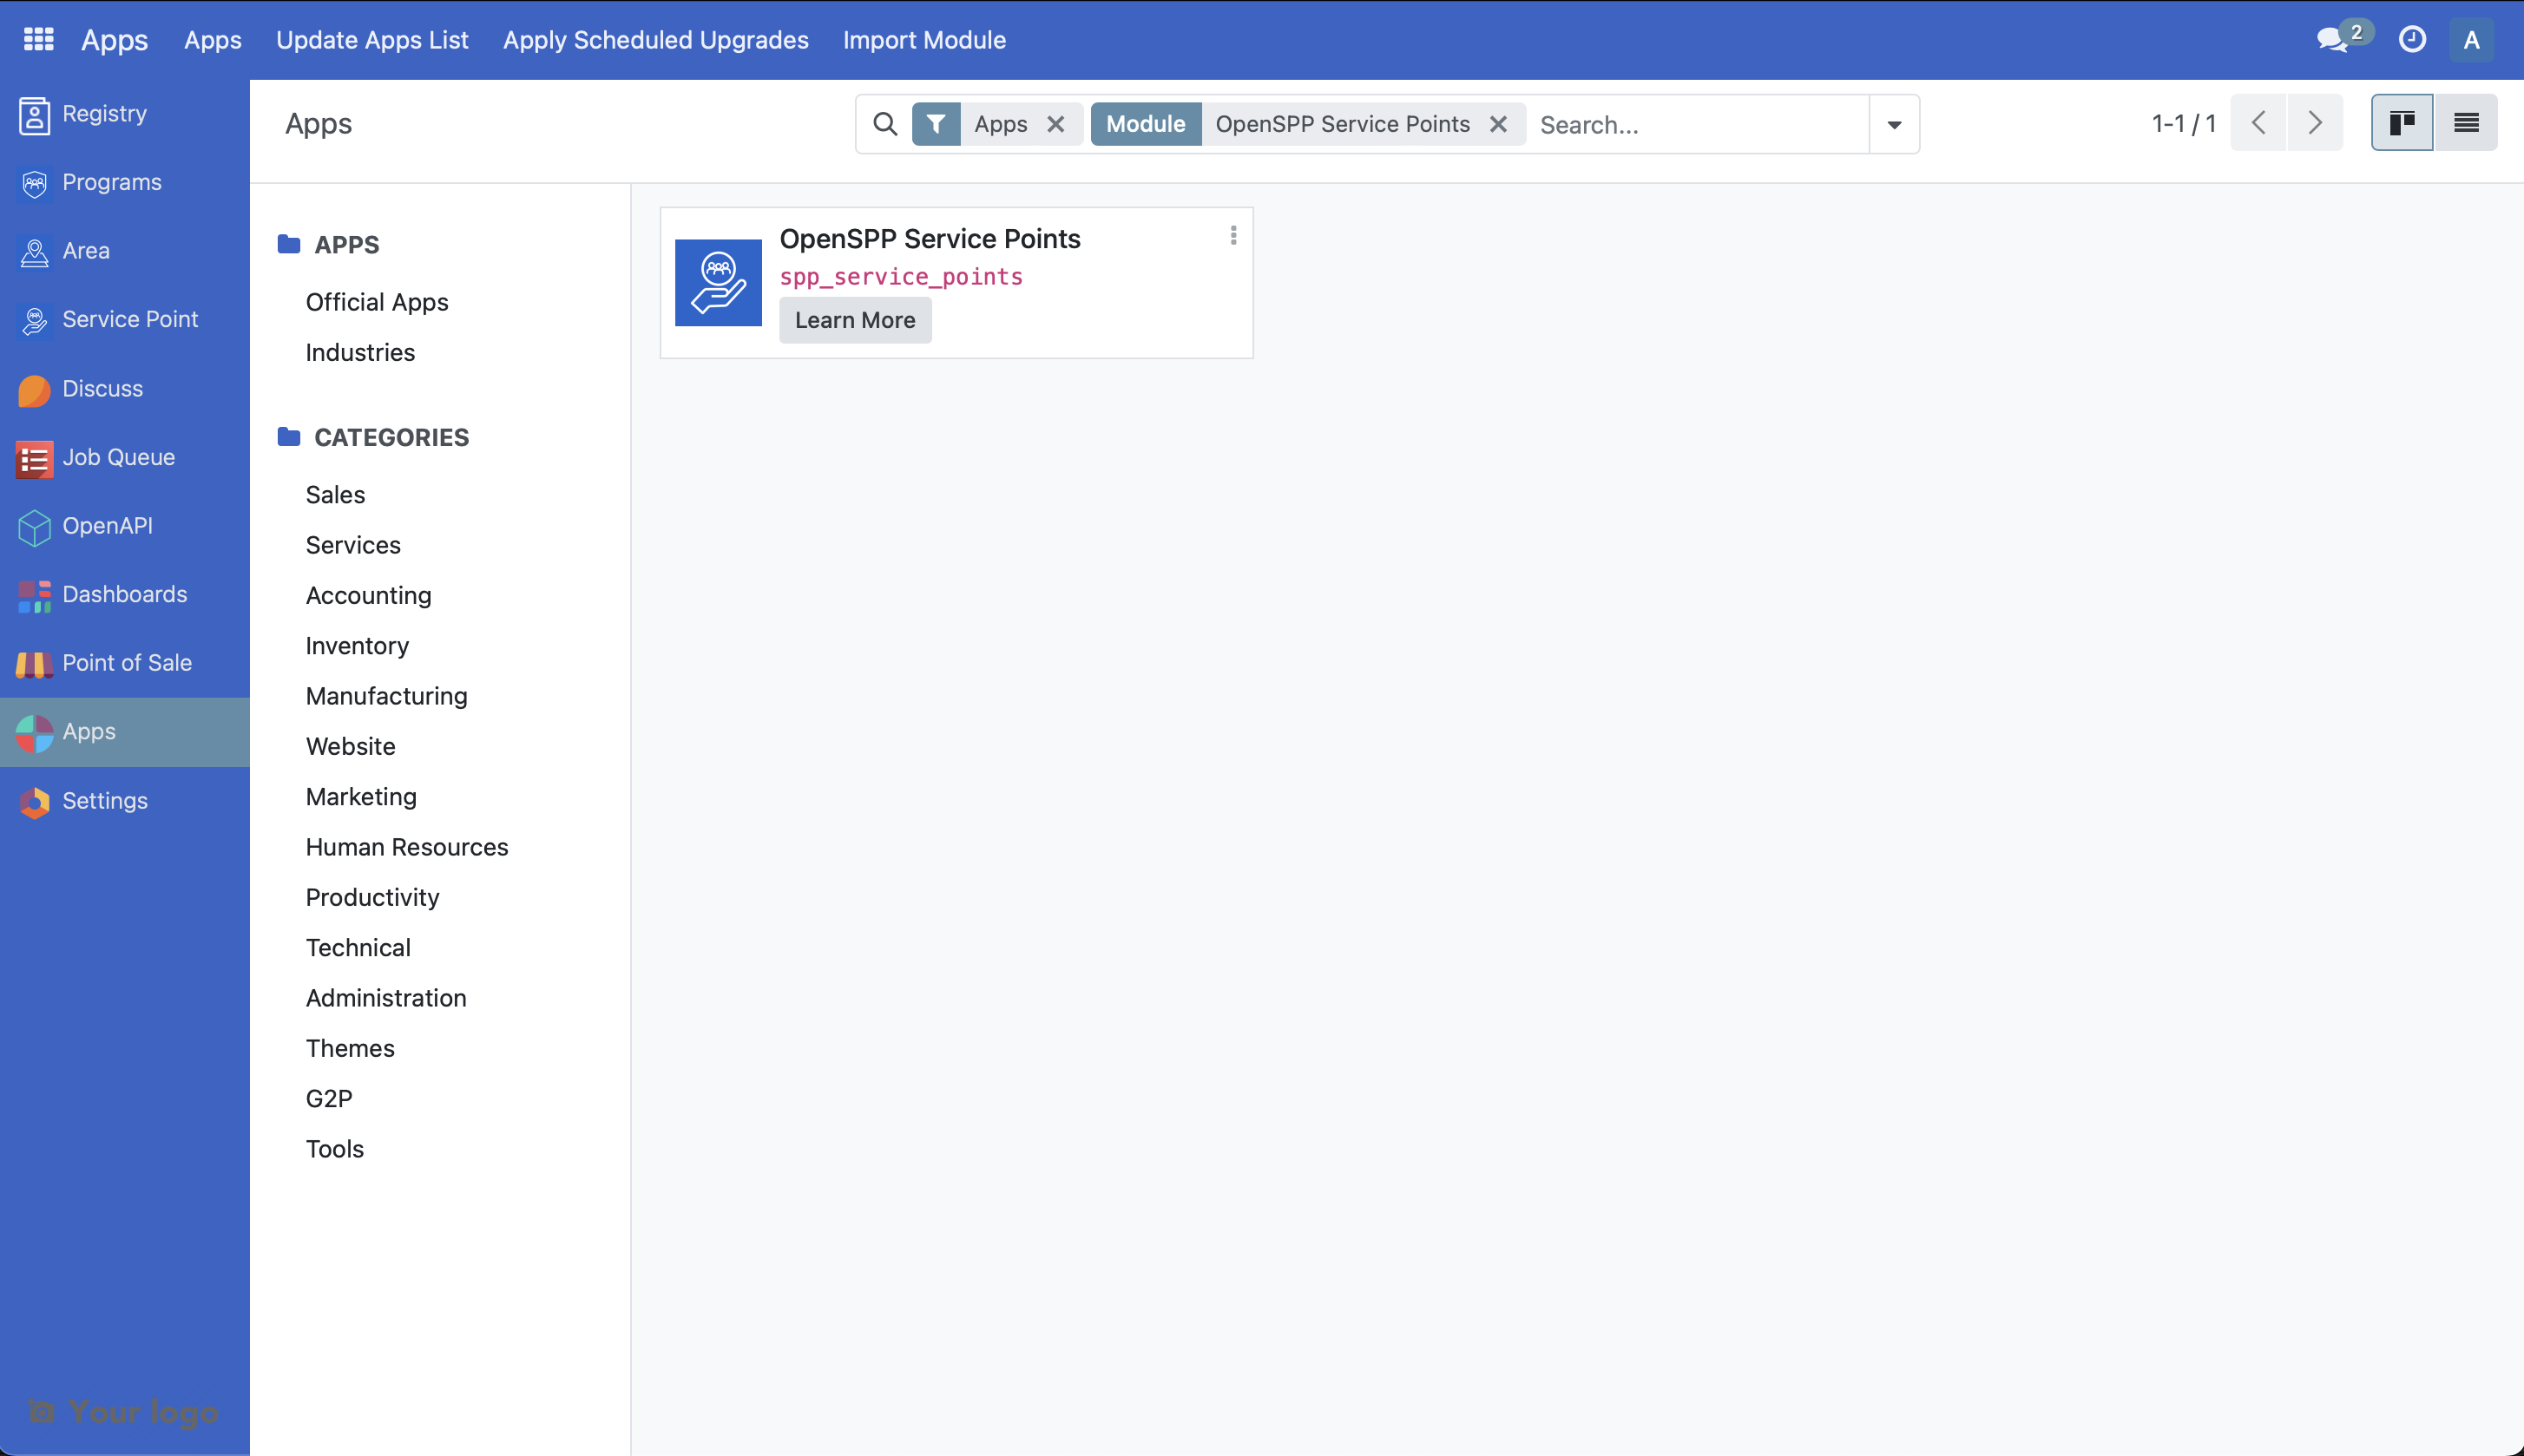 Apps Apps Update Apps List Apply Scheduled Upgrades Import Module 2 A
Registry
Programs
Area
Service Point
Discuss
Job Queue
OpenAPI
Dashboards
Point of Sale
Apps
Settings
Your logo
Apps
Apps Module OpenSPP Service Points Search...
1-1 / 1
APPS
Official Apps
Industries
CATEGORIES
Sales
Services
Accounting
Inventory
Manufacturing
Website
Marketing
Human Resources
Productivity
Technical
Administration
Themes
G2P
Tools
OpenSPP Service Points
spp_service_points
Learn More